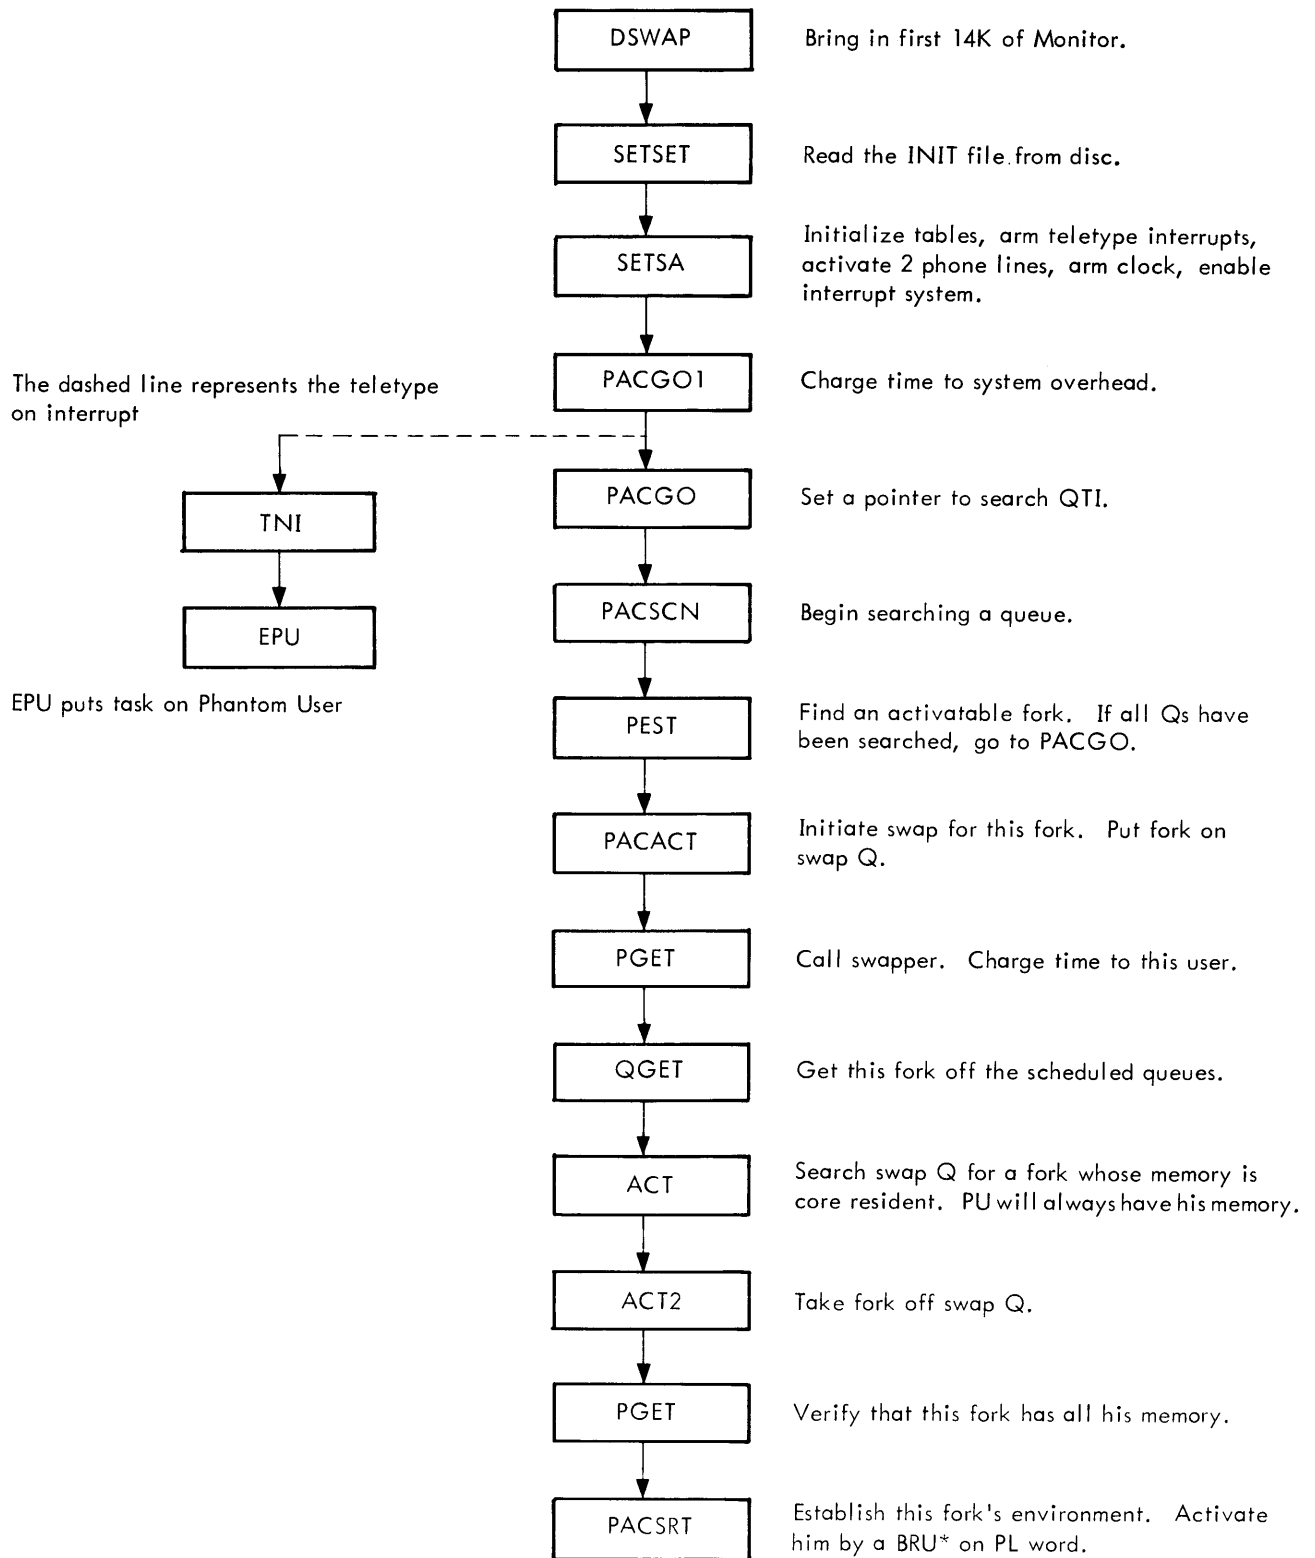 DSWAP
Bring in first 14K of Monitor.
SETSET
Read the INIT file from disc.
SETSA
Initialize tables, arm teletype interrupts,
activate 2 phone lines, arm clock, enable
interrupt system.
PACGO1
Charge time to system overhead.
The dashed line represents the teletype
on interrupt
TNI
EPU
EPU puts task on Phantom User
PACGO
Set a pointer to search QTI.
PACSCN
Begin searching a queue.
PEST
Find an activatable fork. If all Qs have
been searched, go to PACGO.
PACACT
Initiate swap for this fork. Put fork on
swap Q.
PGET
Call swapper. Charge time to this user.
QGET
Get this fork off the scheduled queues.
ACT
Search swap Q for a fork whose memory is
core resident. PU will always have his memory.
ACT2
Take fork off swap Q.
PGET
Verify that this fork has all his memory.
PACSRT
Establish this fork's environment. Activate
him by a BRU* on PL word.